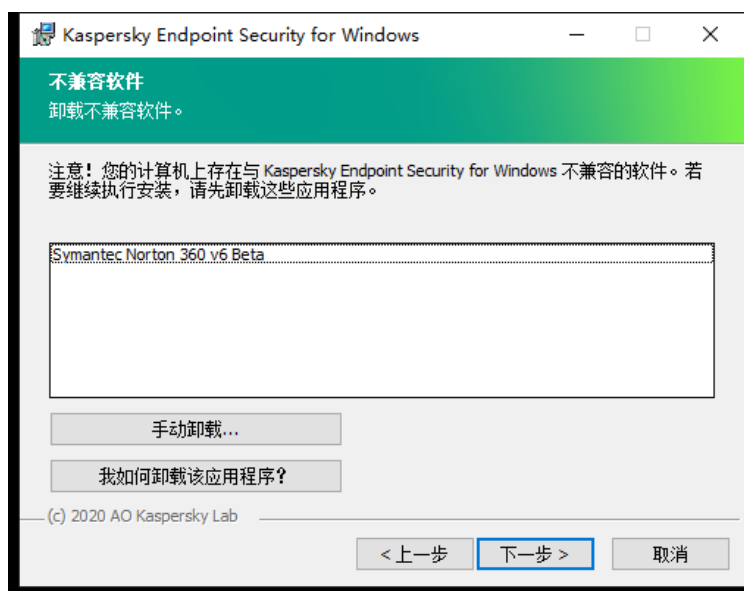 Kaspersky Endpoint Security for Windows
不兼容软件
卸载不兼容软件。
注意！您的计算机上存在与 Kaspersky Endpoint Security for Windows 不兼容的软件。若
要继续执行安装，请先卸载这些应用程序。
Symantec Norton 360 v6 Beta
手动卸载...
我如何卸载该应用程序?
(c) 2020 AO Kaspersky Lab
<上一步 下一步> 取消